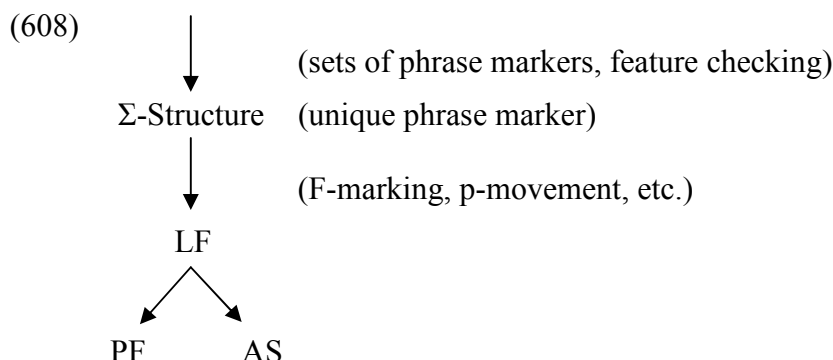 (608)
(sets of phrase markers, feature checking)
Σ-Structure (unique phrase marker)
(F-marking, p-movement, etc.)
LF
PF AS